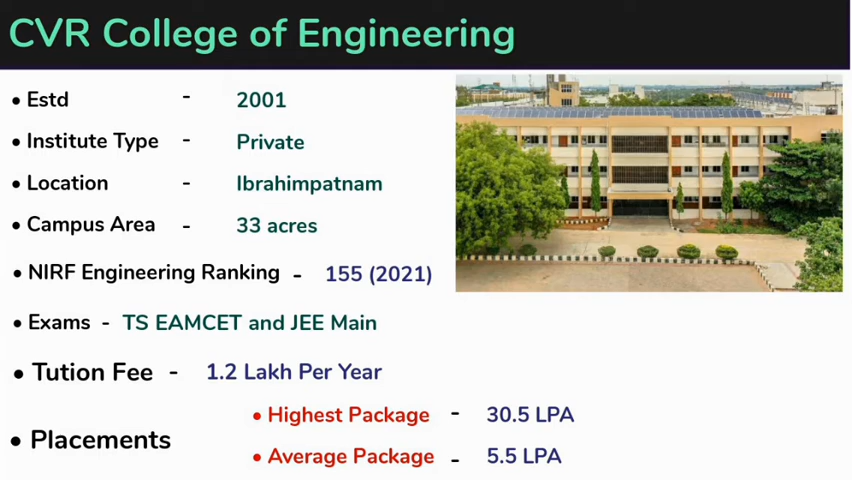 CVR College of Engineering
• Estd - 2001
• Institute Type - Private
• Location - Ibrahimpatnam
• Campus Area - 33 acres
• NIRF Engineering Ranking - 155 (2021)
• Exams - TS EAMCET and JEE Main
• Tution Fee - 1.2 Lakh Per Year
• Highest Package - 30.5 LPA
• Placements
• Average Package - 5.5 LPA